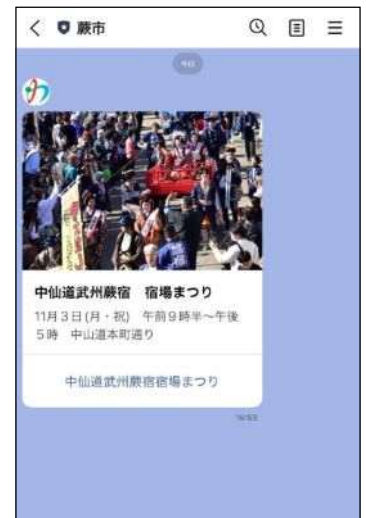 蕨市
今日
中仙道武州蕨宿　宿場まつり
11月3日(月・祝)　午前9時半～午後
5時　中山道本町通り
中仙道武州蕨宿宿場まつり